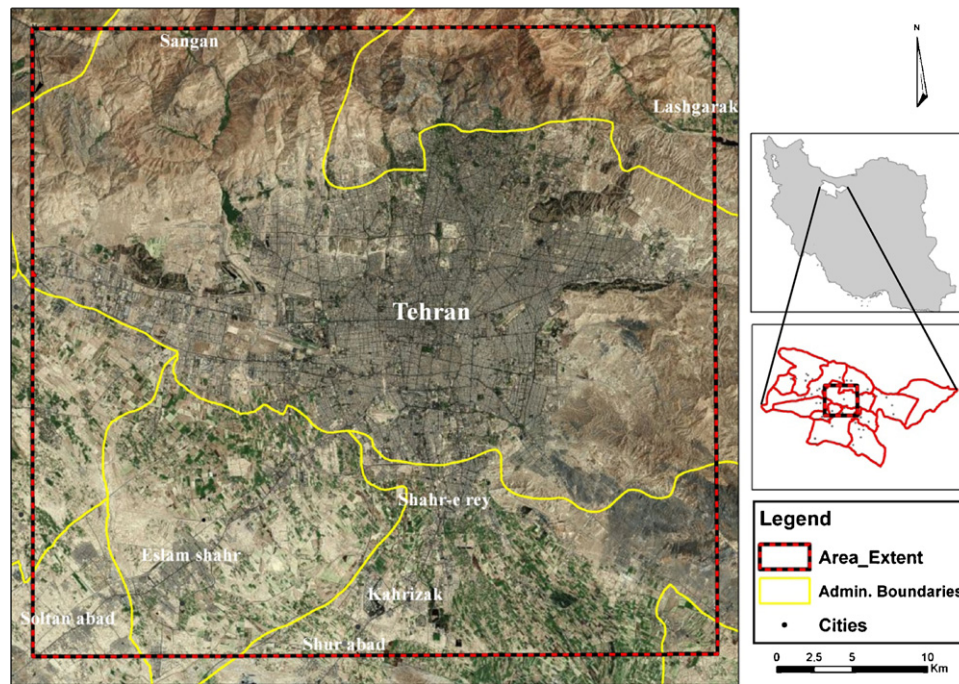 Sangan
Lashgarak
Tehran
Shahr-e rey
Eslam shahr
Kahrizak
Soltan abad
Shur abad
N
Legend
Area_Extent
Admin. Boundaries
Cities
0 2.5 5 10
Km